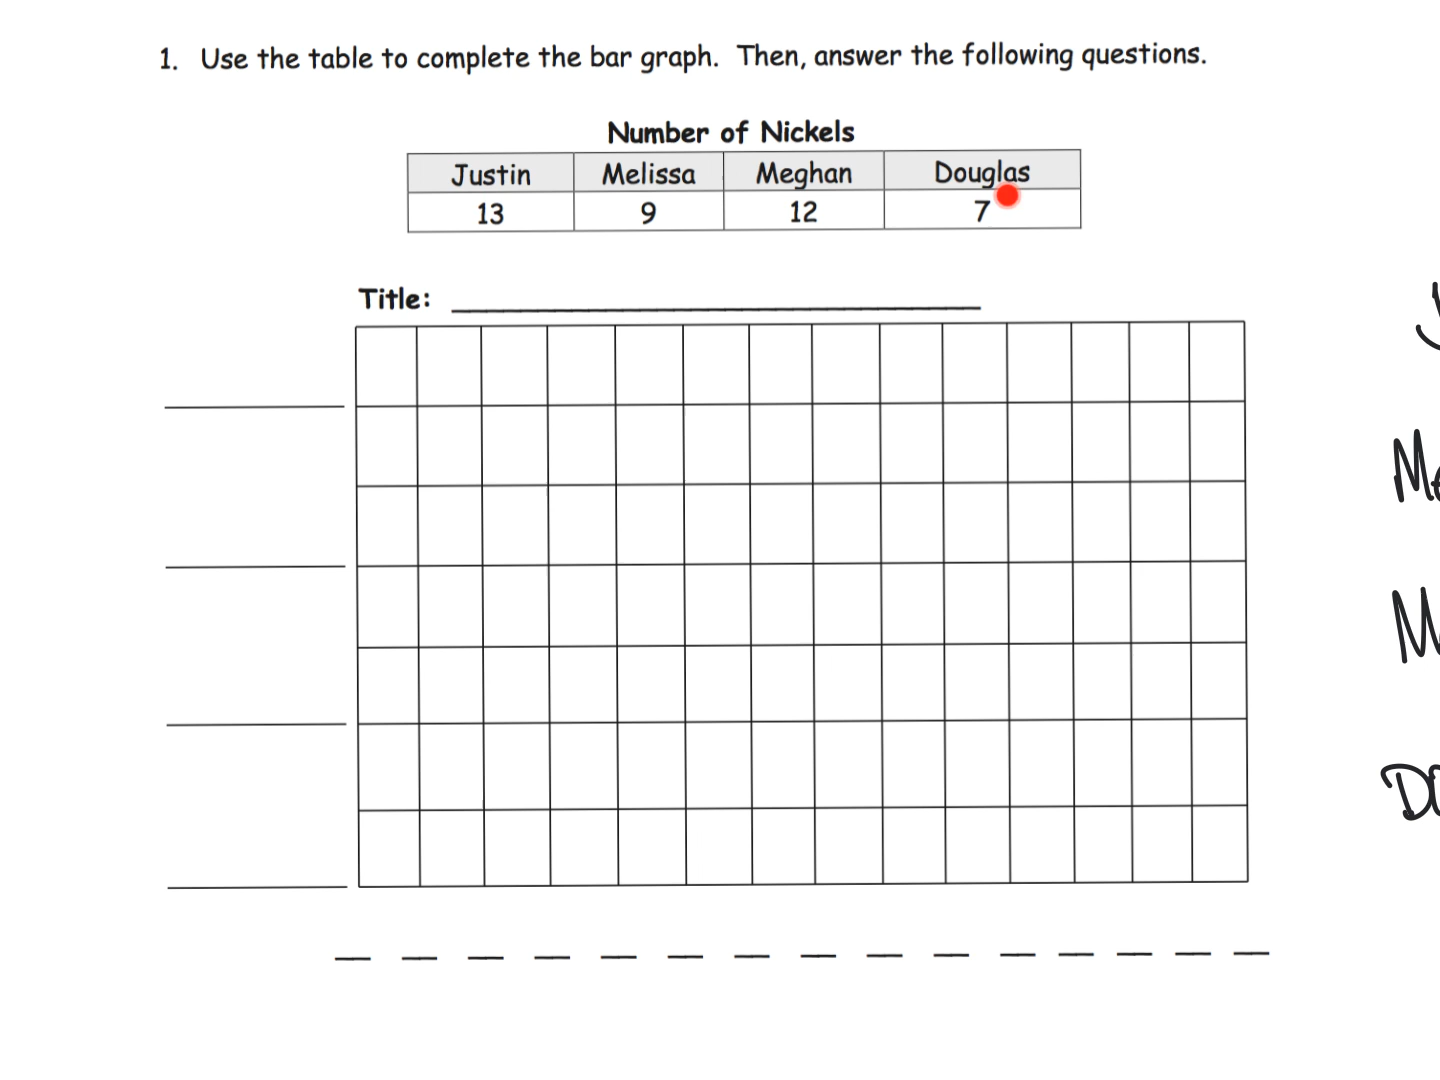 1. Use the table to complete the bar graph. Then, answer the following questions.
Number of Nickels
Justin Melissa Meghan Douglas
13 9 12 7
Title: